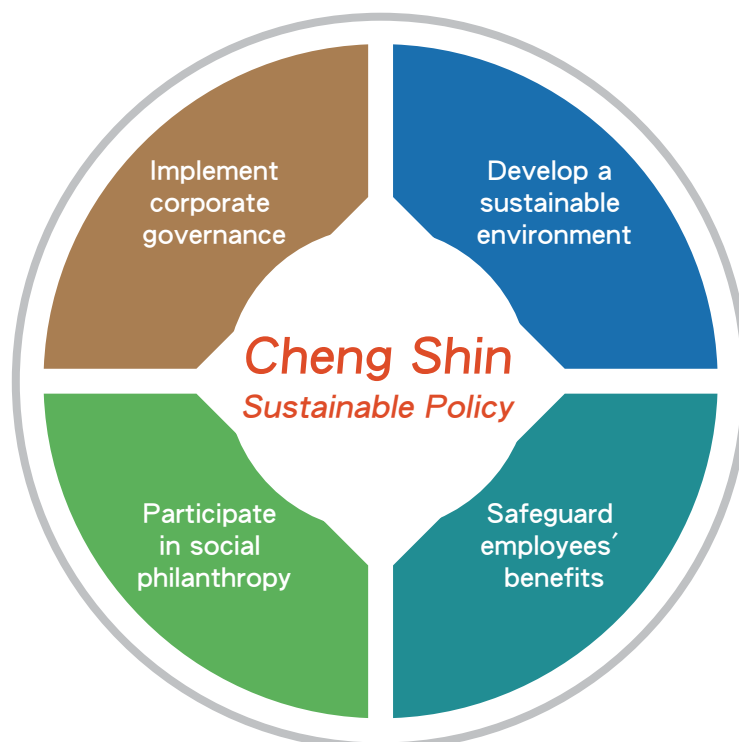 Implement
corporate
governance
Develop a
sustainable
environment
Cheng Shin
Sustainable Policy
Participate
in social
philanthropy
Safeguard
employees´
benefits